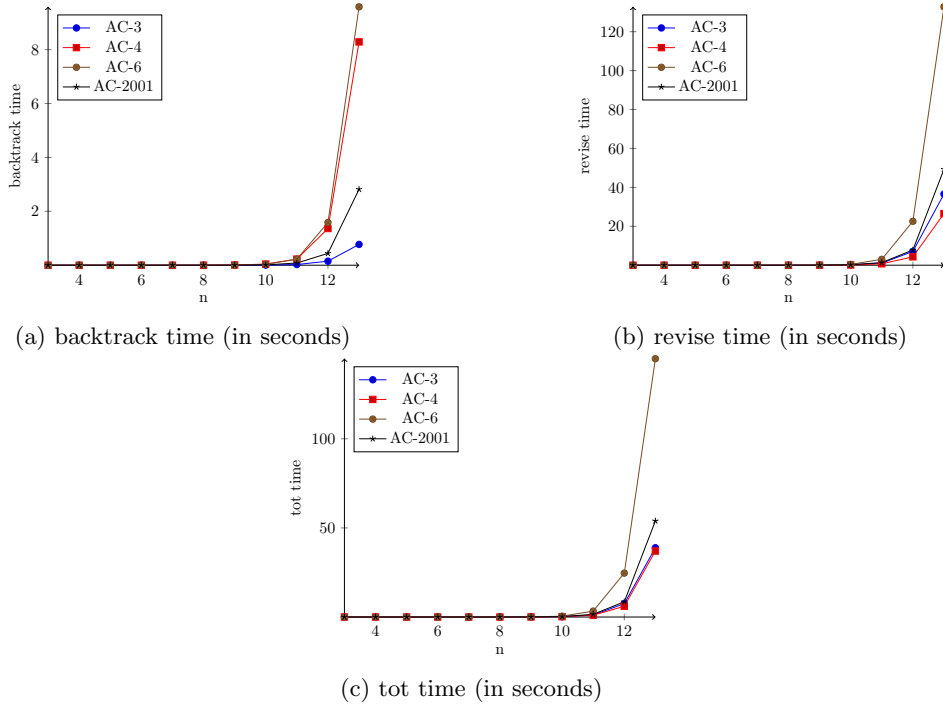 AC-3
AC-4
AC-6
AC-2001
8
6
4
2
backtrack time
4
6
8
10
12
n
(a) backtrack time (in seconds)
AC-3
AC-4
AC-6
AC-2001
120
100
80
60
40
20
revise time
4
6
8
10
12
n
(b) revise time (in seconds)
AC-3
AC-4
AC-6
AC-2001
100
50
tot time
4
6
8
10
12
n
(c) tot time (in seconds)